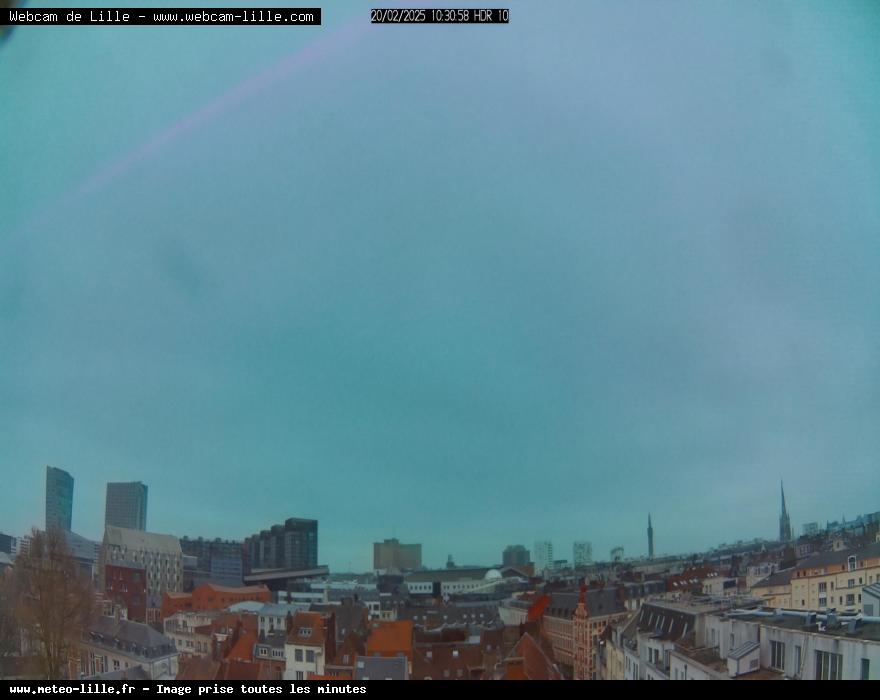 Webcam de Lille - www.webcam-lille.com
20/02/2025 10:30:58 HDR 10
www.meteo-lille.fr - Image prise toutes les minutes